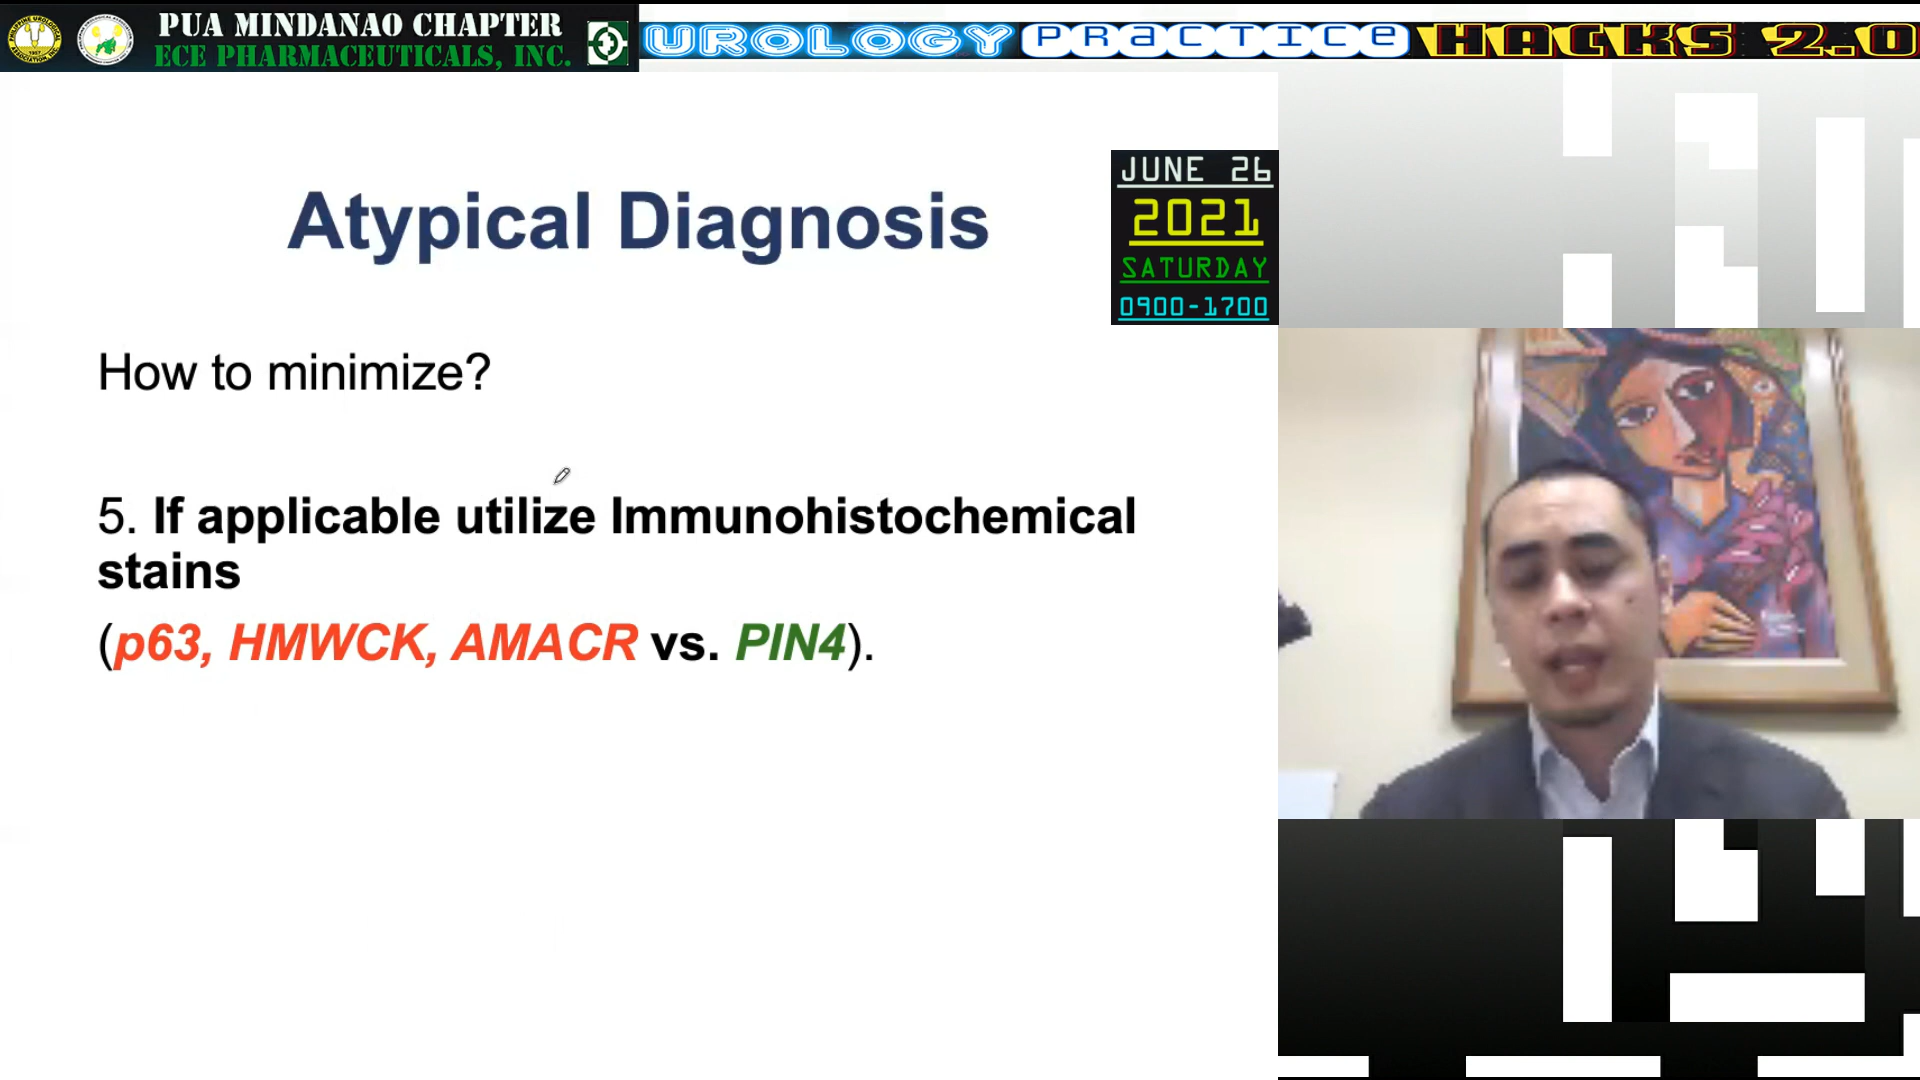 PUA MINDANAO CHAPTER
ECE PHARMACEUTICALS, INC.
UROLOGY PRACTICE HACKS 2.0
JUNE 26
2021
SATURDAY
0900-1700
Atypical Diagnosis
How to minimize?
5. If applicable utilize Immunohistochemical
stains
(p63, HMWCK, AMACR vs. PIN4).